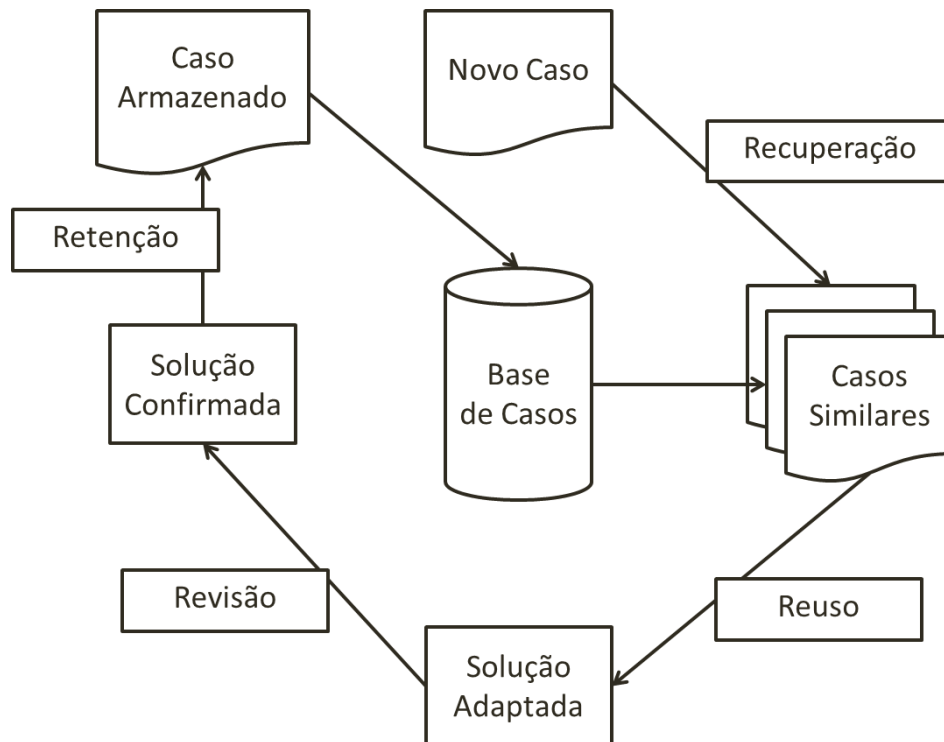 Caso
Armazenado
Novo Caso
Recuperação
Retenção
Solução
Confirmada
Base
de Casos
Casos
Similares
Revisão
Reuso
Solução
Adaptada